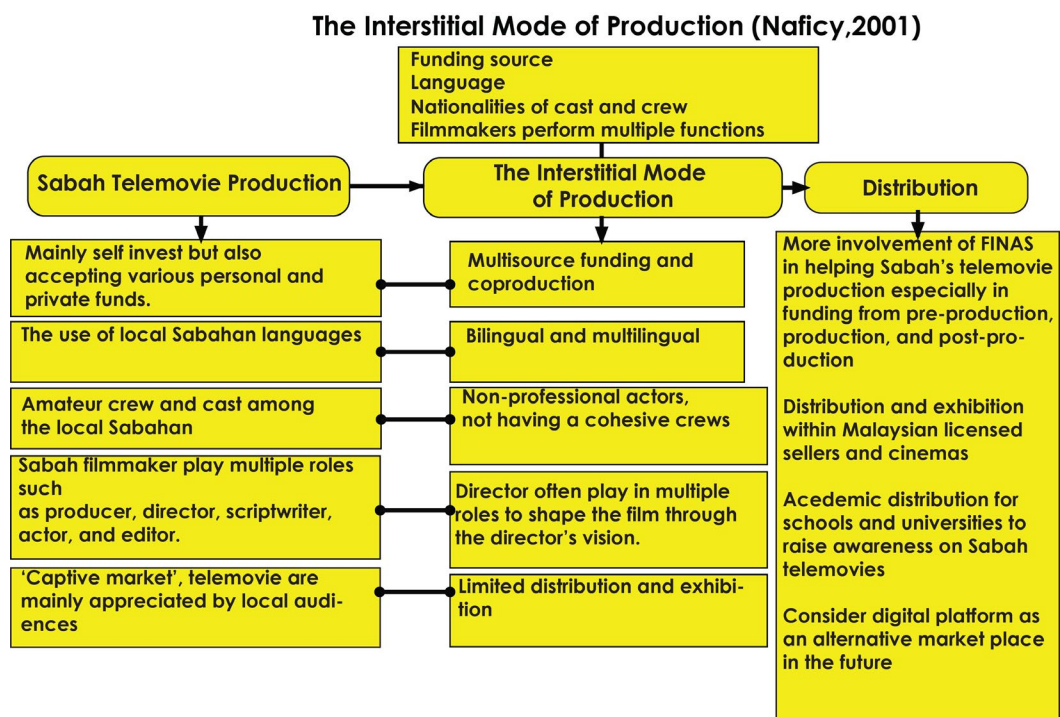 The Interstitial Mode of Production (Naficy,2001)
Funding source
Language
Nationalities of cast and crew
Filmmakers perform multiple functions
Sabah Telemovie Production
The Interstitial Mode
of Production
Distribution
Mainly self invest but also
accepting various personal and
private funds.
Multisource funding and
coproduction
The use of local Sabahan languages
Bilingual and multilingual
Amateur crew and cast among
the local Sabahan
Non-professional actors,
not having a cohesive crews
Sabah filmmaker play multiple roles
such
as producer, director, scriptwriter,
actor, and editor.
Director often play in multiple
roles to shape the film through
the director's vision.
‘Captive market’, telemovie are
mainly appreciated by local audi-
ences
Limited distribution and exhibi-
tion
More involvement of FINAS
in helping Sabah’s telemovie
production especially in
funding from pre-production,
production, and post-pro-
duction
Distribution and exhibition
within Malaysian licensed
sellers and cinemas
Acedemic distribution for
schools and universities to
raise awareness on Sabah
telemovies
Consider digital platform as
an alternative market place
in the future